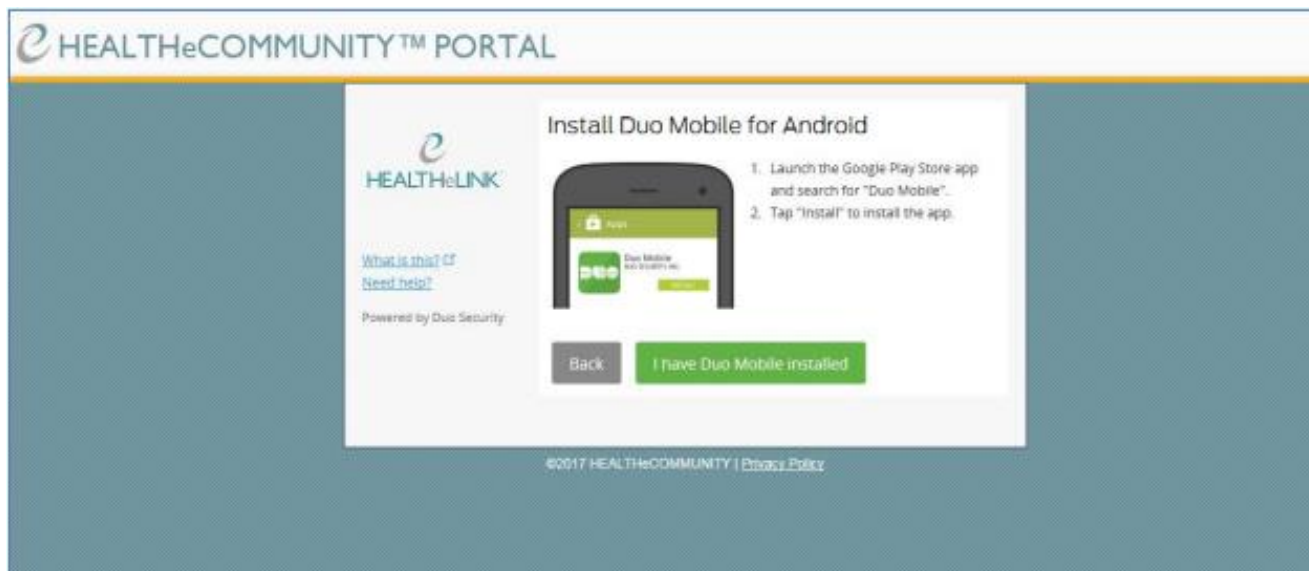 HEALTHeCOMMUNITY™ PORTAL
HEALTHeLINK
What is this?
Need help?
Powered by Duo Security
Install Duo Mobile for Android
Apps
Duo Mobile
DUO
1. Launch the Google Play Store app
and search for "Duo Mobile".
2. Tap "Install" to install the app.
Back
I have Duo Mobile installed
©2017 HEALTHeCOMMUNITY | Privacy Policy